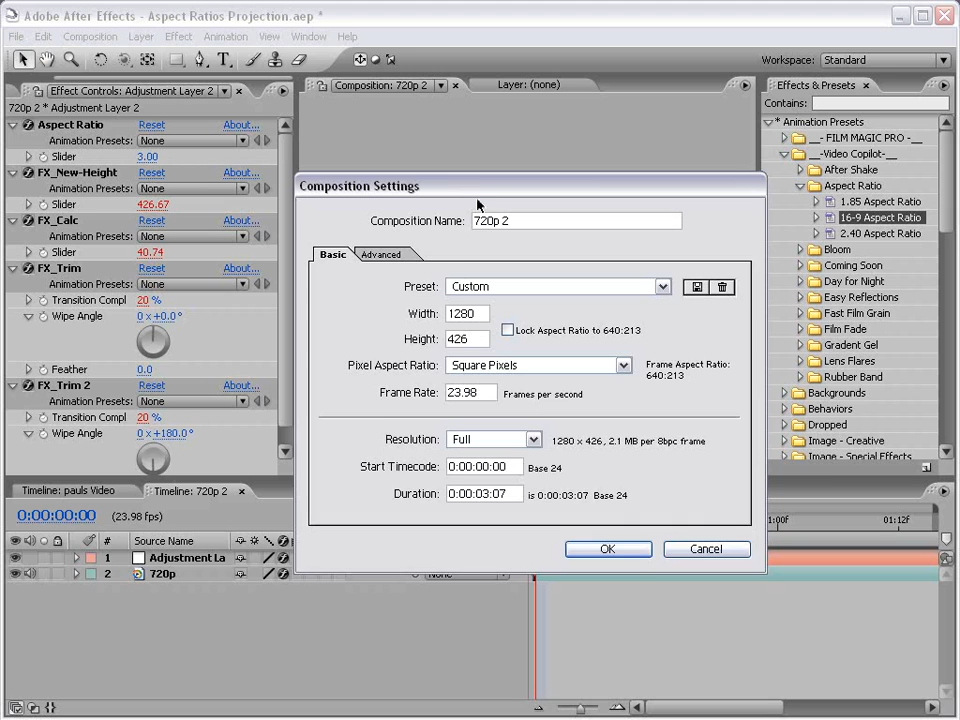 Adobe After Effects - Aspect Ratios Projection.aep *
File Edit Composition Layer Effect Animation View Window Help
Workspace: Standard
Effect Controls: Adjustment Layer 2
720p 2 * Adjustment Layer 2
Aspect Ratio Reset About...
Animation Presets: None
Slider 3.00
FX_New-Height Reset About...
Animation Presets: None
Slider 426.67
FX_Calc Reset About...
Animation Presets: None
Slider 40.74
FX_Trim Reset About...
Animation Presets: None
Transition Compl 20 %
Wipe Angle 0 x +0.0°
Feather 0.0
FX_Trim 2 Reset About...
Animation Presets: None
Transition Compl 20 %
Wipe Angle 0 x +180.0°
Composition: 720p 2
Layer: (none)
Effects & Presets
Contains:
* Animation Presets
__- FILM MAGIC PRO -__
__-Video Copilot-__
After Shake
Aspect Ratio
1.85 Aspect Ratio
16-9 Aspect Ratio
2.40 Aspect Ratio
Bloom
Coming Soon
Day for Night
Easy Reflections
Fast Film Grain
Film Fade
Gradent Gel
Lens Flares
Rubber Band
Backgrounds
Behaviors
Dropped
Image - Creative
Image - Special Effects
Composition Settings
Composition Name: 720p 2
Basic Advanced
Preset: Custom
Width: 1280
Lock Aspect Ratio to 640:213
Height: 426
Pixel Aspect Ratio: Square Pixels
Frame Aspect Ratio:
640:213
Frame Rate: 23.98 Frames per second
Resolution: Full 1280 x 426, 2.1 MB per 8bpc frame
Start Timecode: 0:00:00:00 Base 24
Duration: 0:00:03:07 is 0:00:03:07 Base 24
OK Cancel
Timeline: pauls Video Timeline: 720p 2
0:00:00:00 (23.98 fps)
:00f 01:12f
# Source Name
1 Adjustment La
2 720p
None